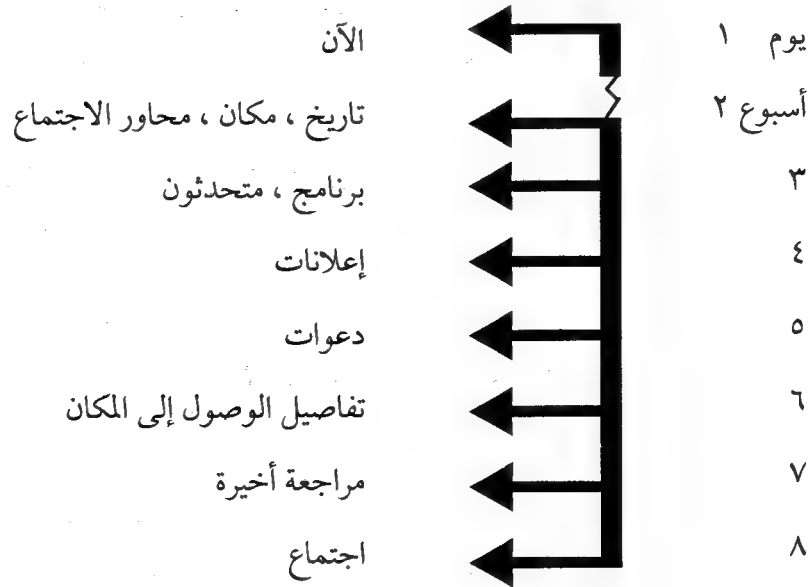 يوم ١ الآن
أسبوع ٢ تاريخ ، مكان ، محاور الاجتماع
٣ برنامج ، متحدثون
٤ إعلانات
٥ دعوات
٦ تفاصيل الوصول إلى المكان
٧ مراجعة أخيرة
٨ اجتماع